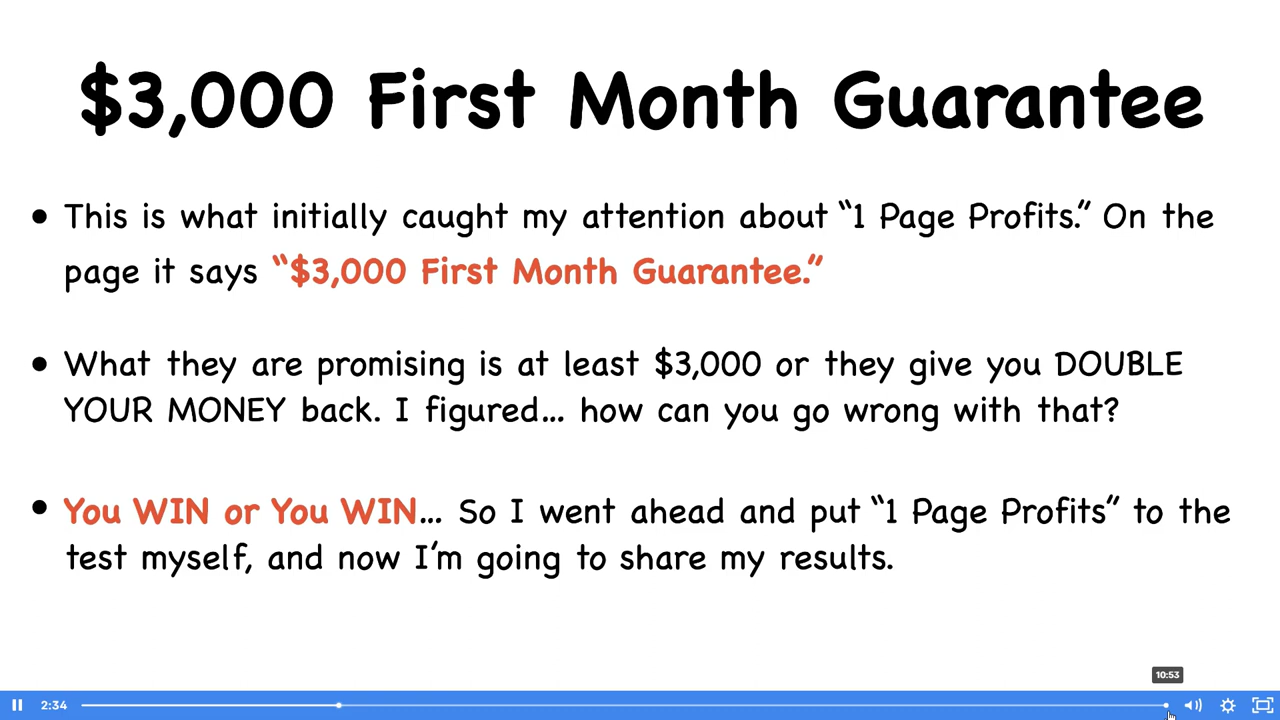 $3,000 First Month Guarantee
• This is what initially caught my attention about “1 Page Profits.” On the
page it says “$3,000 First Month Guarantee.”
• What they are promising is at least $3,000 or they give you DOUBLE
YOUR MONEY back. I figured... how can you go wrong with that?
• You WIN or You WIN... So I went ahead and put “1 Page Profits” to the
test myself, and now I’m going to share my results.
10:53
2:34